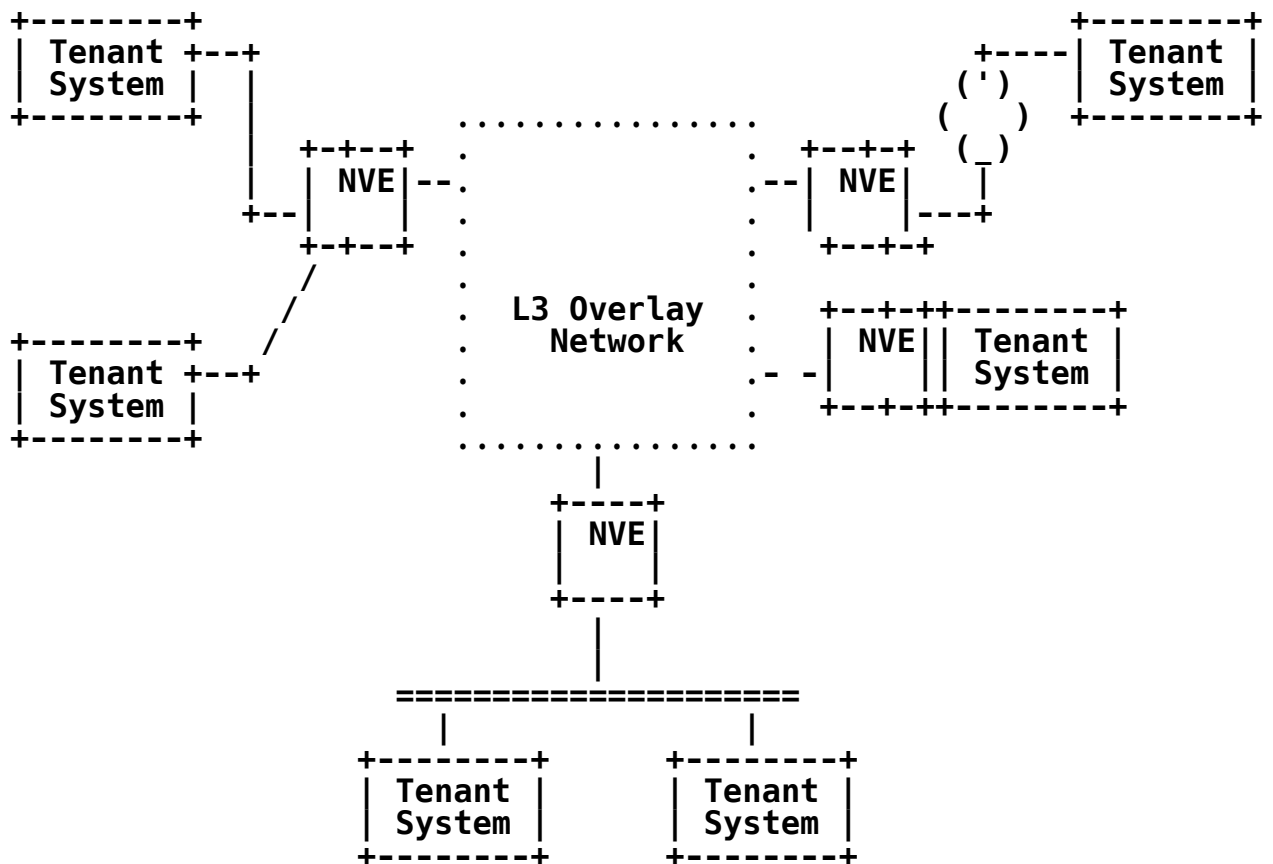 Tenant
System
Tenant
System
NVE
NVE
L3 Overlay
Network
NVE
Tenant
System
Tenant
System
NVE
Tenant
System
Tenant
System